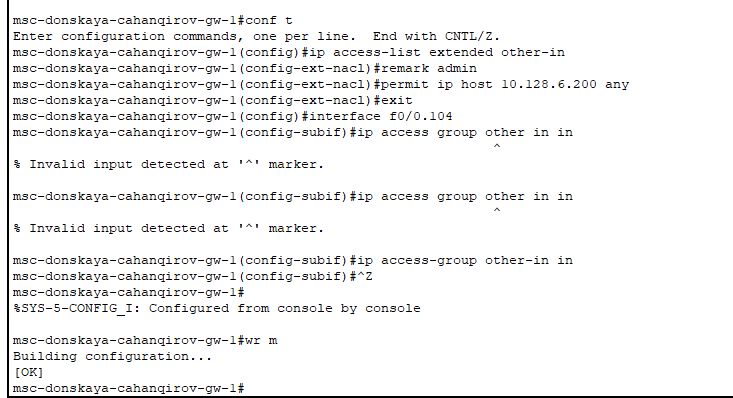 msc-donskaya-cahanqirov-gw-1#conf t
Enter configuration commands, one per line.  End with CNTL/Z.
msc-donskaya-cahanqirov-gw-1(config)#ip access-list extended other-in
msc-donskaya-cahanqirov-gw-1(config-ext-nacl)#remark admin
msc-donskaya-cahanqirov-gw-1(config-ext-nacl)#permit ip host 10.128.6.200 any
msc-donskaya-cahanqirov-gw-1(config-ext-nacl)#exit
msc-donskaya-cahanqirov-gw-1(config)#interface f0/0.104
msc-donskaya-cahanqirov-gw-1(config-subif)#ip access group other in in
^
% Invalid input detected at '^' marker.
msc-donskaya-cahanqirov-gw-1(config-subif)#ip access group other in in
^
% Invalid input detected at '^' marker.
msc-donskaya-cahanqirov-gw-1(config-subif)#ip access-group other-in in
msc-donskaya-cahanqirov-gw-1(config-subif)#^Z
msc-donskaya-cahanqirov-gw-1#
%SYS-5-CONFIG_I: Configured from console by console
msc-donskaya-cahanqirov-gw-1#wr m
Building configuration...
[OK]
msc-donskaya-cahanqirov-gw-1#